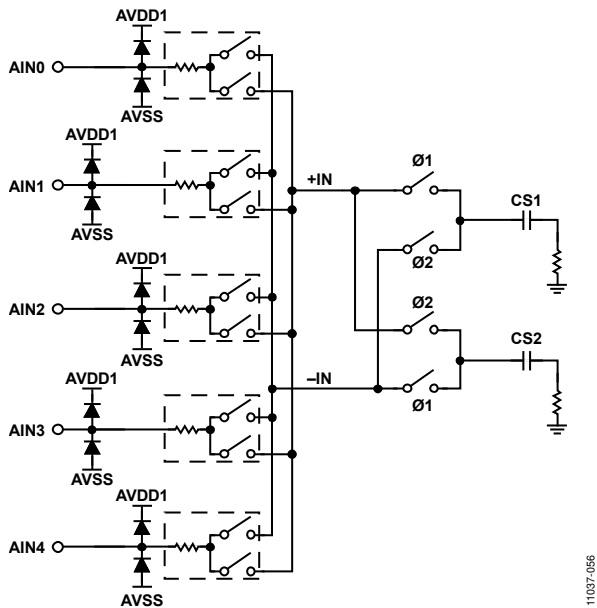 AVDD1
AIN0
AVSS
AVDD1
AIN1
AVSS
+IN
Ø1
CS1
Ø2
AVDD1
AIN2
AVSS
Ø2
CS2
–IN
Ø1
AVDD1
AIN3
AVSS
AVDD1
AIN4
AVSS
11037-056